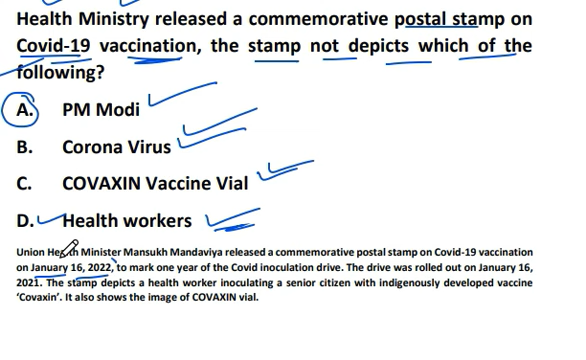 Health Ministry released a commemorative postal stamp on
Covid-19 vaccination, the stamp not depicts which of the
following?
A. PM Modi
B. Corona Virus
C. COVAXIN Vaccine Vial
D. Health workers
Union Health Minister Mansukh Mandaviya released a commemorative postal stamp on Covid-19 vaccination
on January 16, 2022, to mark one year of the Covid inoculation drive. The drive was rolled out on January 16,
2021. The stamp depicts a health worker inoculating a senior citizen with indigenously developed vaccine
‘Covaxin’. It also shows the image of COVAXIN vial.